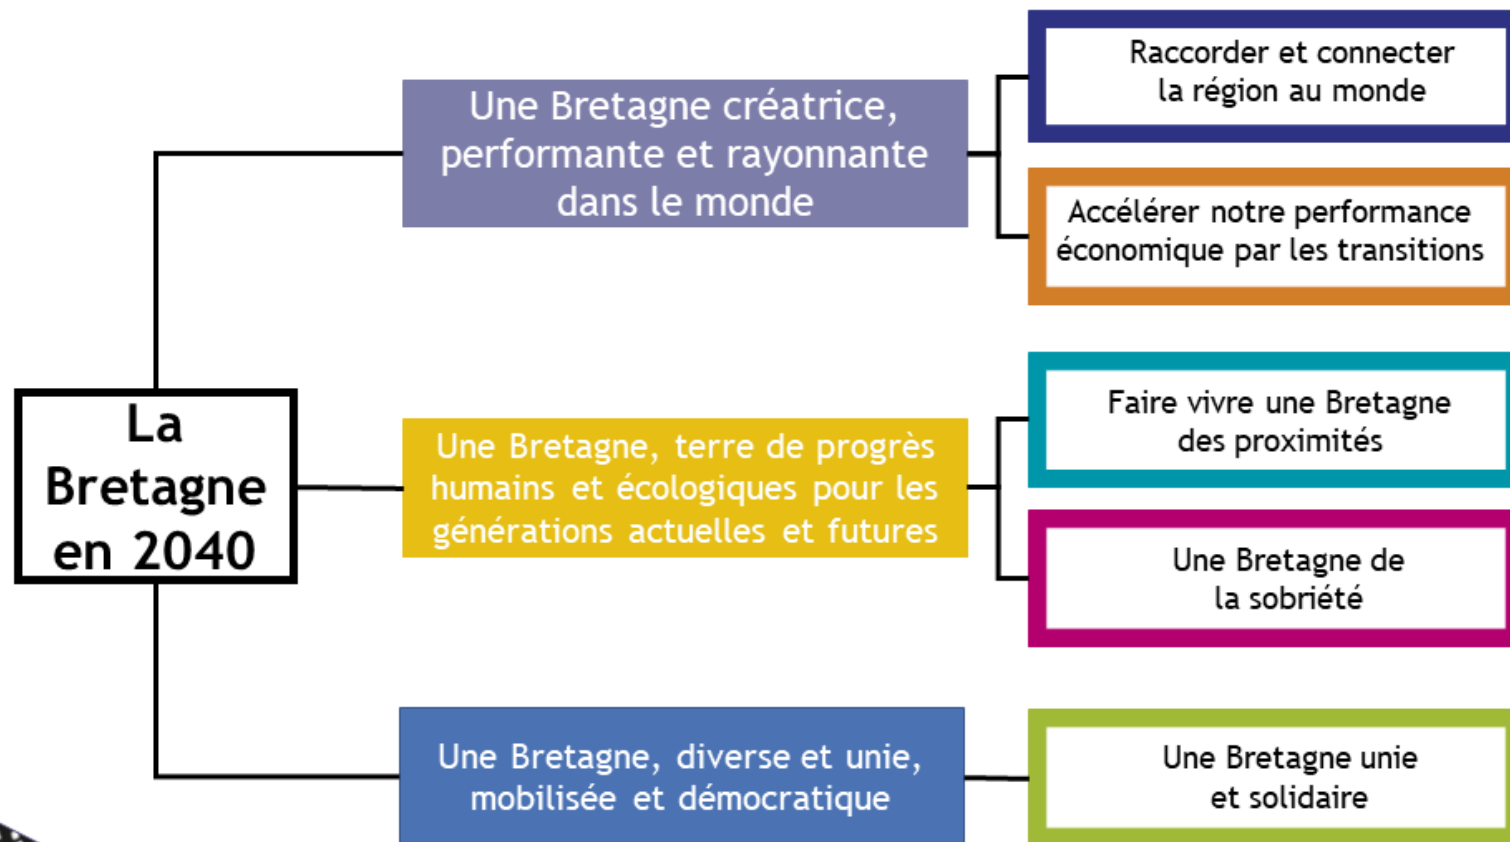 La
Bretagne
en 2040
Une Bretagne créatrice,
performante et rayonnante
dans le monde
Raccorder et connecter
la région au monde
Accélérer notre performance
économique par les transitions
Une Bretagne, terre de progrès
humains et écologiques pour les
générations actuelles et futures
Faire vivre une Bretagne
des proximités
Une Bretagne de
la sobriété
Une Bretagne, diverse et unie,
mobilisée et démocratique
Une Bretagne unie
et solidaire